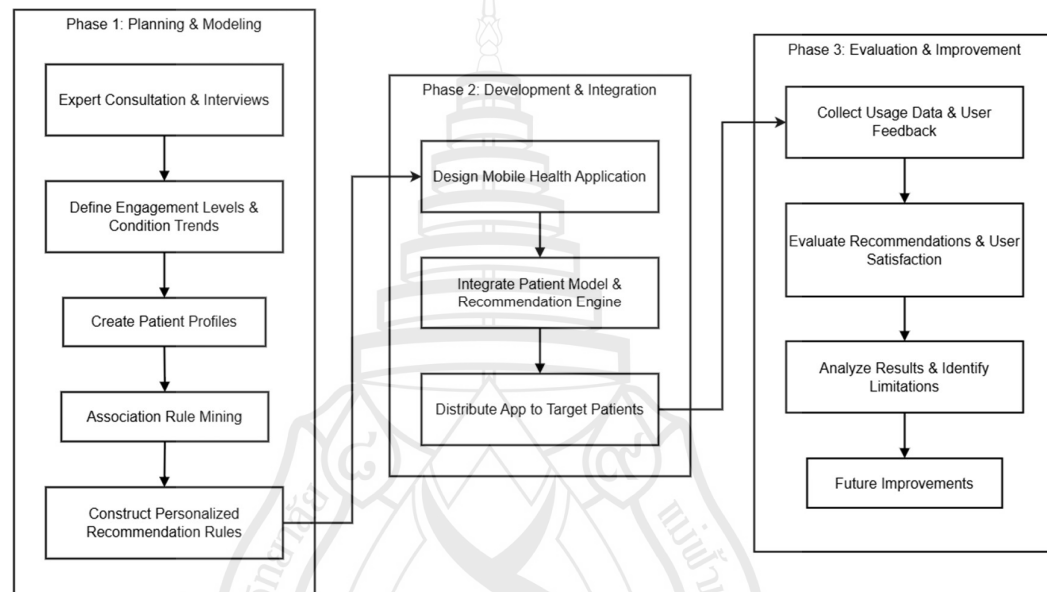 Phase 1: Planning & Modeling
Expert Consultation & Interviews
Define Engagement Levels &
Condition Trends
Create Patient Profiles
Association Rule Mining
Construct Personalized
Recommendation Rules
Phase 2: Development & Integration
Design Mobile Health Application
Integrate Patient Model &
Recommendation Engine
Distribute App to Target Patients
Phase 3: Evaluation & Improvement
Collect Usage Data & User
Feedback
Evaluate Recommendations & User
Satisfaction
Analyze Results & Identify
Limitations
Future Improvements